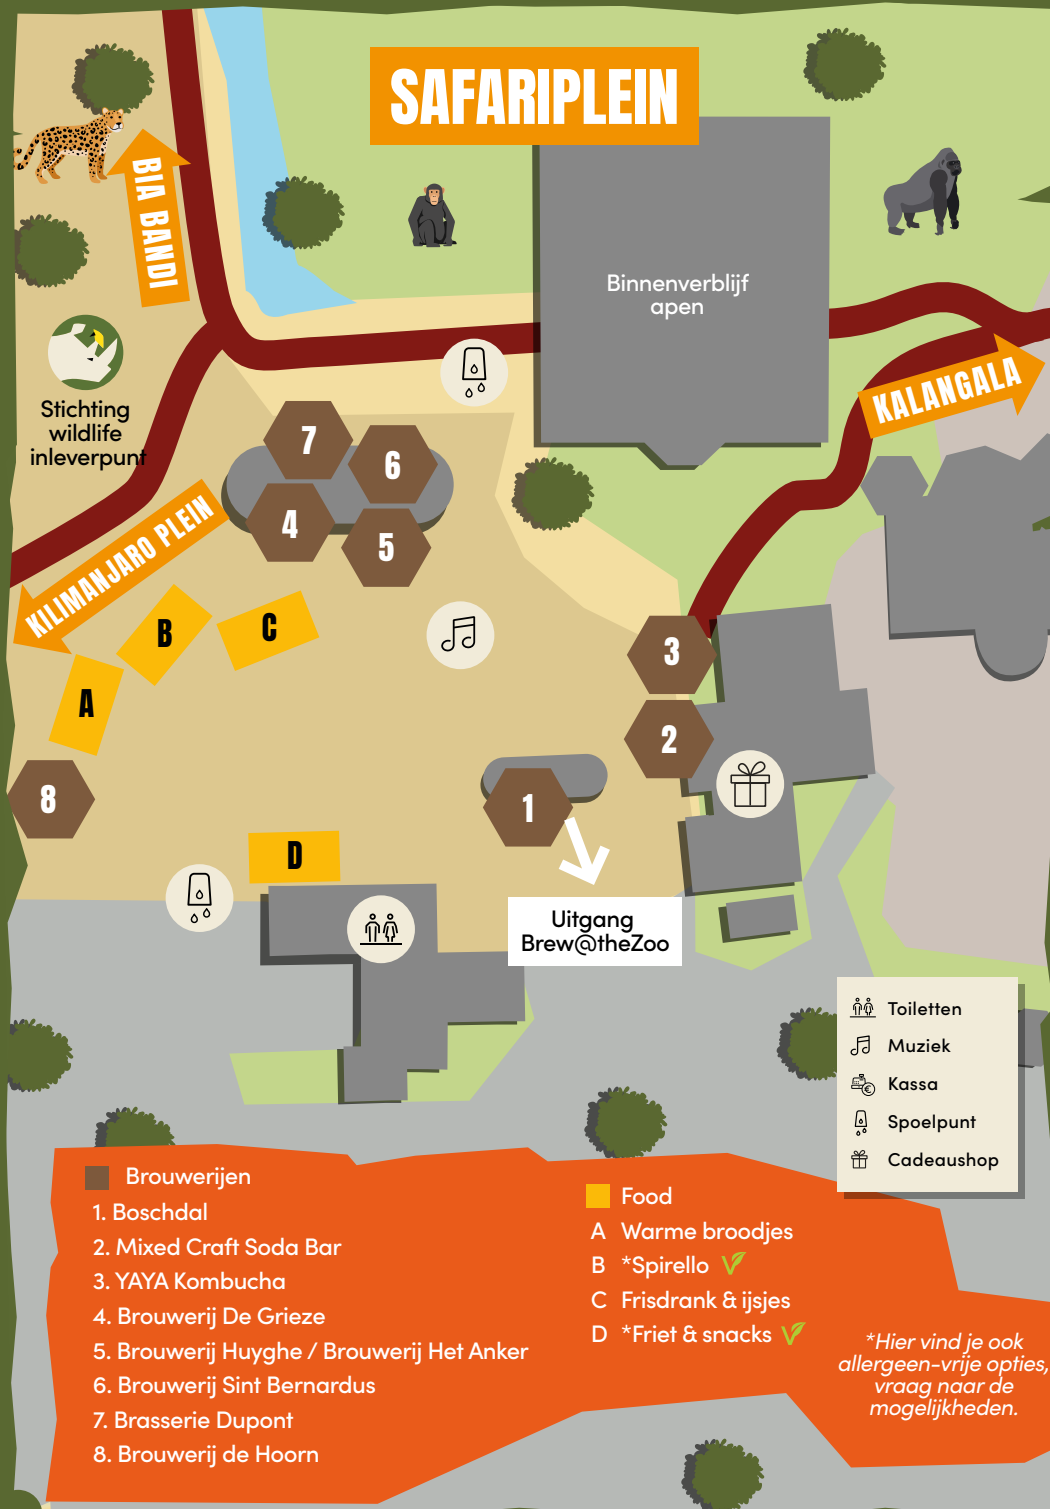 SAFARIPLEIN
BIA BANDI
Binnenverblijf
apen
KALANGALA
Stichting
wildlife
inleverpunt
7
6
4
5
KILIMANJARO PLEIN
B
C
A
3
2
8
1
D
Uitgang
Brew@theZoo
Toiletten
Muziek
Kassa
Spoelpunt
Cadeaushop
Brouwerijen
1. Boschdal
2. Mixed Craft Soda Bar
3. YAYA Kombucha
4. Brouwerij De Grieze
5. Brouwerij Huyghe / Brouwerij Het Anker
6. Brouwerij Sint Bernardus
7. Brasserie Dupont
8. Brouwerij de Hoorn
Food
A Warme broodjes
B *Spirello
C Frisdrank & ijsjes
D *Friet & snacks
*Hier vind je ook
allergeen-vrije opties,
vraag naar de
mogelijkheden.